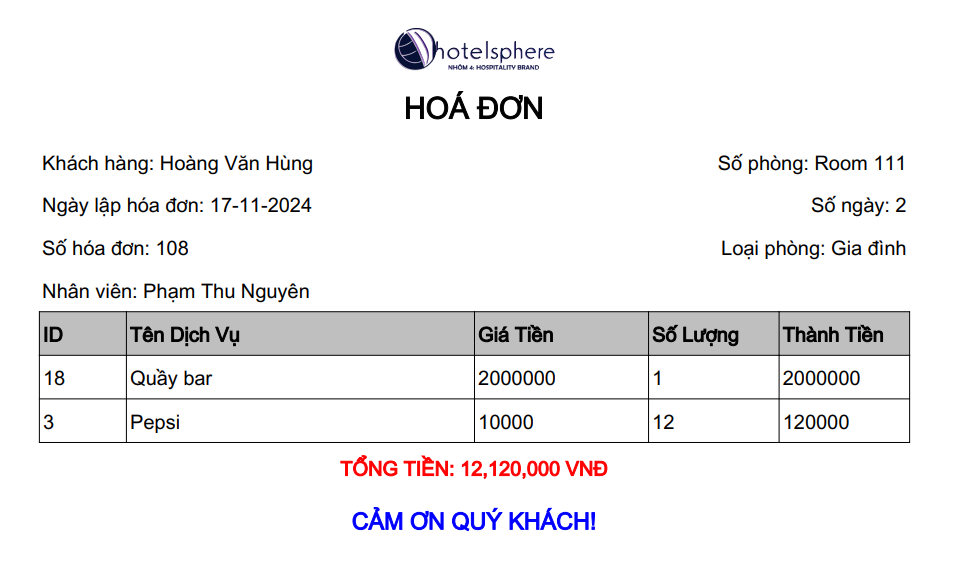 hotelsphere
NHÓM 4: HOSPITALITY BRAND
HOÁ ĐƠN
Khách hàng: Hoàng Văn Hùng Số phòng: Room 111
Ngày lập hóa đơn: 17-11-2024 Số ngày: 2
Số hóa đơn: 108 Loại phòng: Gia đình
Nhân viên: Phạm Thu Nguyên
ID Tên Dịch Vụ Giá Tiền Số Lượng Thành Tiền
18 Quầy bar 2000000 1 2000000
3 Pepsi 10000 12 120000
TỔNG TIỀN: 12,120,000 VNĐ
CẢM ƠN QUÝ KHÁCH!